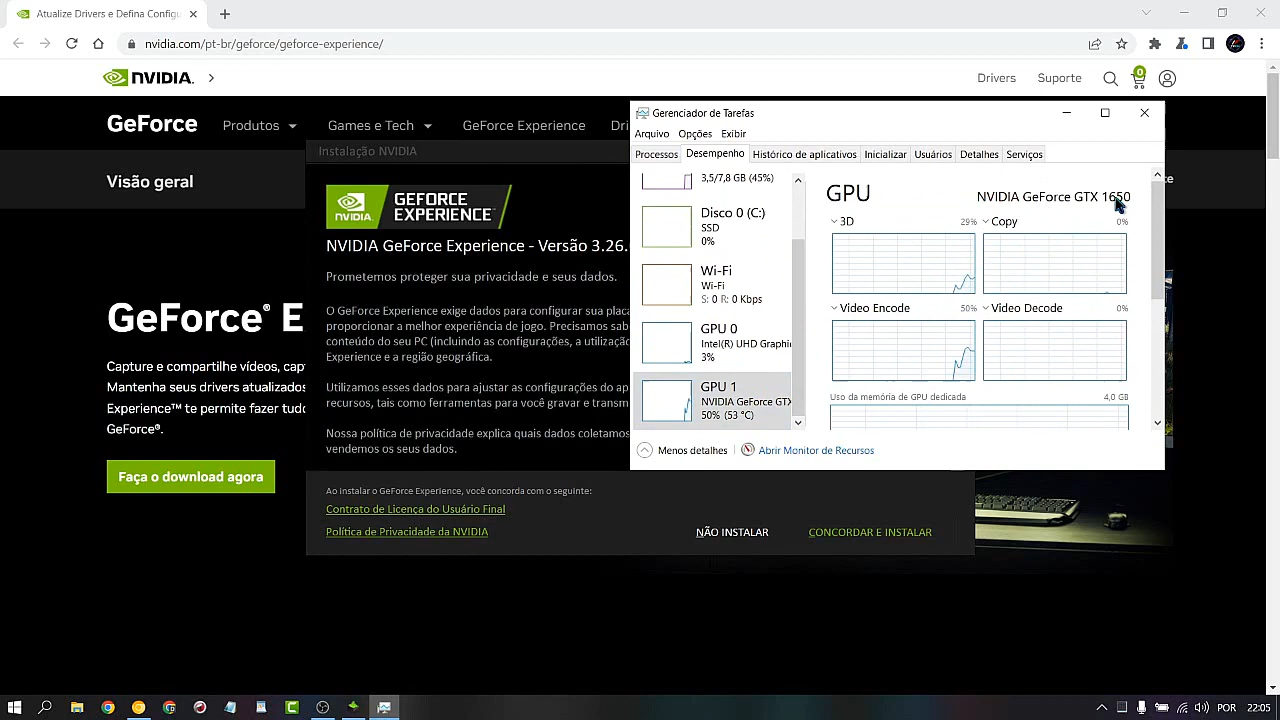 Atualize Drivers e Defina Configu
nvidia.com/pt-br/geforce/geforce-experience/
NVIDIA.
Drivers
Suporte
0
GeForce
Produtos
Games e Tech
GeForce Experience
Visão geral
GeForce® E
Capture e compartilhe vídeos, cap
Mantenha seus drivers atualizados
Experience™ te permite fazer tudo
GeForce®.
Faça o download agora
Instalação NVIDIA
NVIDIA
GEFORCE
EXPERIENCE
NVIDIA GeForce Experience - Versão 3.26.
Prometemos proteger sua privacidade e seus dados.
O GeForce Experience exige dados para configurar sua placa
proporcionar a melhor experiência de jogo. Precisamos sab
conteúdo do seu PC (incluindo as configurações, a utilização
Experience e a região geográfica.
Utilizamos esses dados para ajustar as configurações do ap
recursos, tais como ferramentas para você gravar e transm
Nossa política de privacidade explica quais dados coletamos
vendemos os seus dados.
Ao instalar o GeForce Experience, você concorda com o seguinte:
Contrato de Licença do Usuário Final
Política de Privacidade da NVIDIA
NÃO INSTALAR
CONCORDAR E INSTALAR
Gerenciador de Tarefas
Arquivo Opções Exibir
Processos Desempenho Histórico de aplicativos Inicializar Usuários Detalhes Serviços
3,5/7,8 GB (45%)
Disco 0 (C:)
SSD
0%
Wi-Fi
Wi-Fi
S: 0 R: 0 Kbps
GPU 0
Intel(R) UHD Graphi
3%
GPU 1
NVIDIA GeForce GTX
50% (53 °C)
GPU
NVIDIA GeForce GTX 1650
3D 29%
Copy 0%
Video Encode 50%
Video Decode 0%
Uso da memória de GPU dedicada 4,0 GB
Menos detalhes
Abrir Monitor de Recursos
POR
22:05